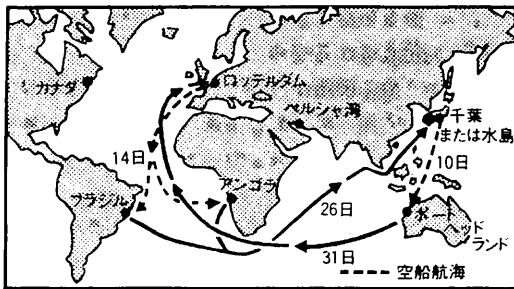 カナダ
ロッテルダム
ペルシャ湾
千葉
または水島
14日
10日
アンゴラ
ブラジル
26日
ポート
ヘッド
ランド
31日
空船航海